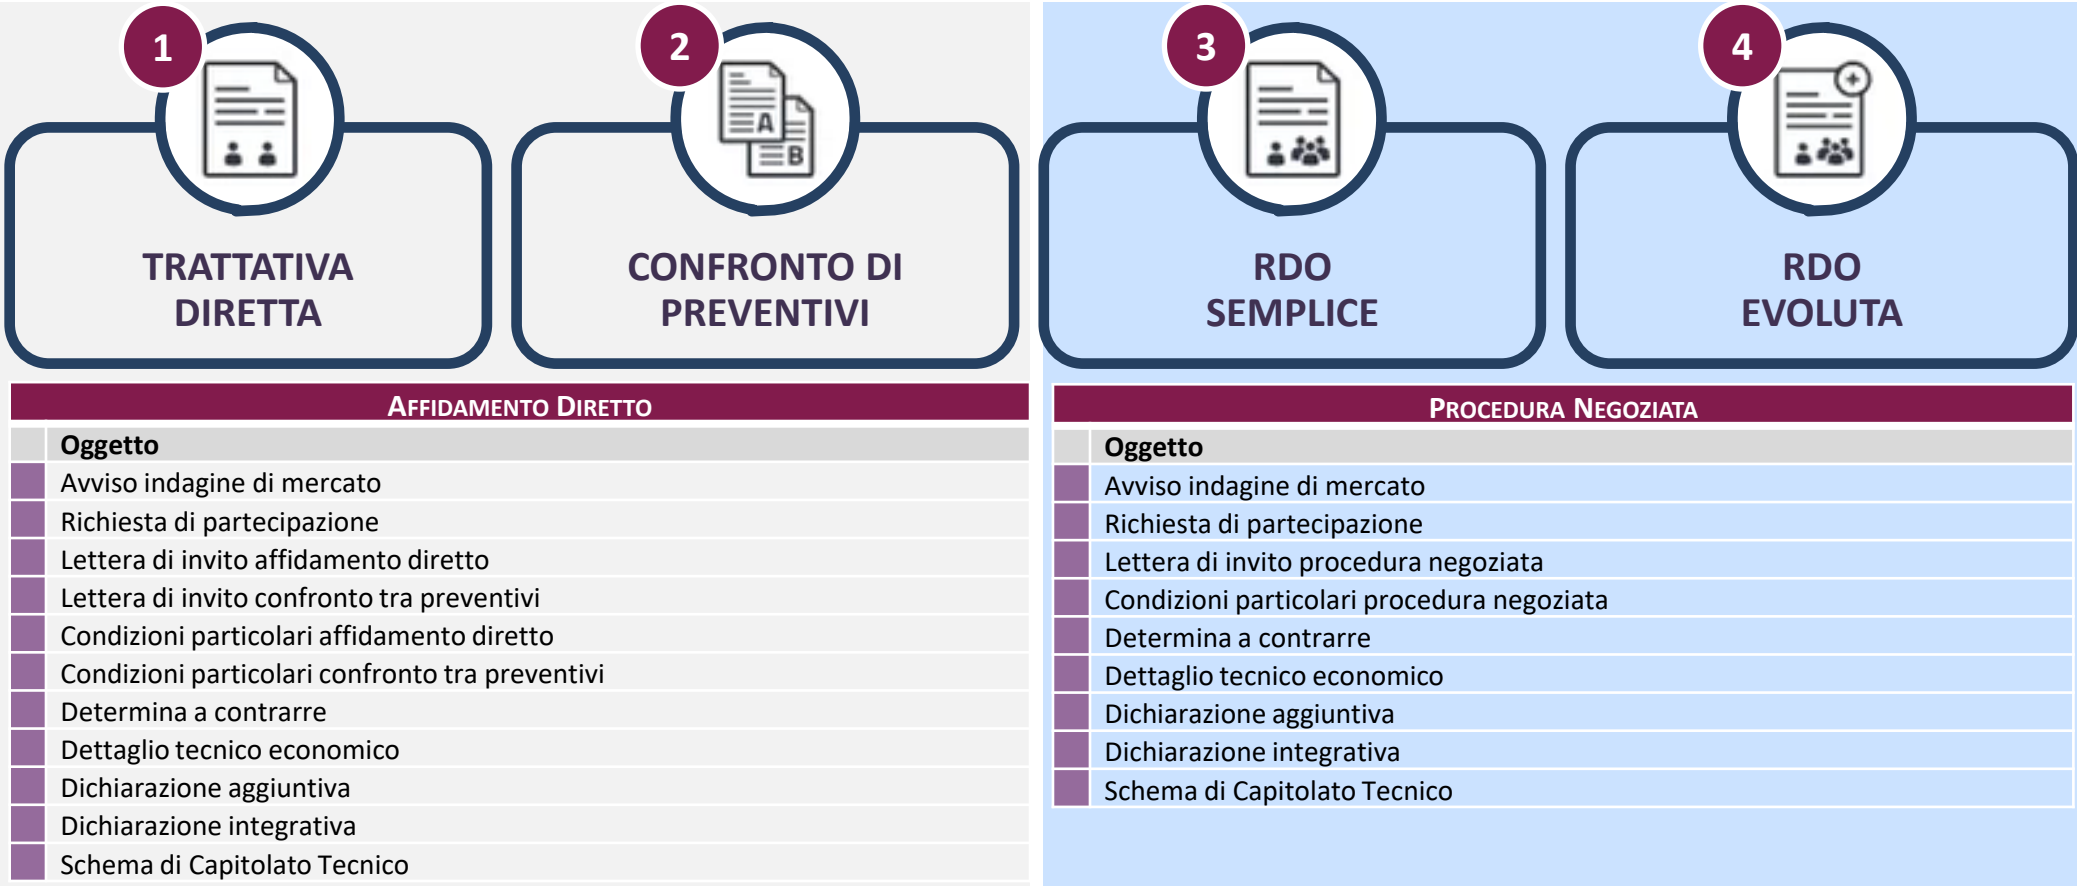 1
TRATTATIVA
DIRETTA
2
A
B
CONFRONTO DI
PREVENTIVI
3
RDO
SEMPLICE
4
RDO
EVOLUTA
AFFIDAMENTO DIRETTO
Oggetto
Avviso indagine di mercato
Richiesta di partecipazione
Lettera di invito affidamento diretto
Lettera di invito confronto tra preventivi
Condizioni particolari affidamento diretto
Condizioni particolari confronto tra preventivi
Determina a contrarre
Dettaglio tecnico economico
Dichiarazione aggiuntiva
Dichiarazione integrativa
Schema di Capitolato Tecnico
PROCEDURA NEGOZIATA
Oggetto
Avviso indagine di mercato
Richiesta di partecipazione
Lettera di invito procedura negoziata
Condizioni particolari procedura negoziata
Determina a contrarre
Dettaglio tecnico economico
Dichiarazione aggiuntiva
Dichiarazione integrativa
Schema di Capitolato Tecnico